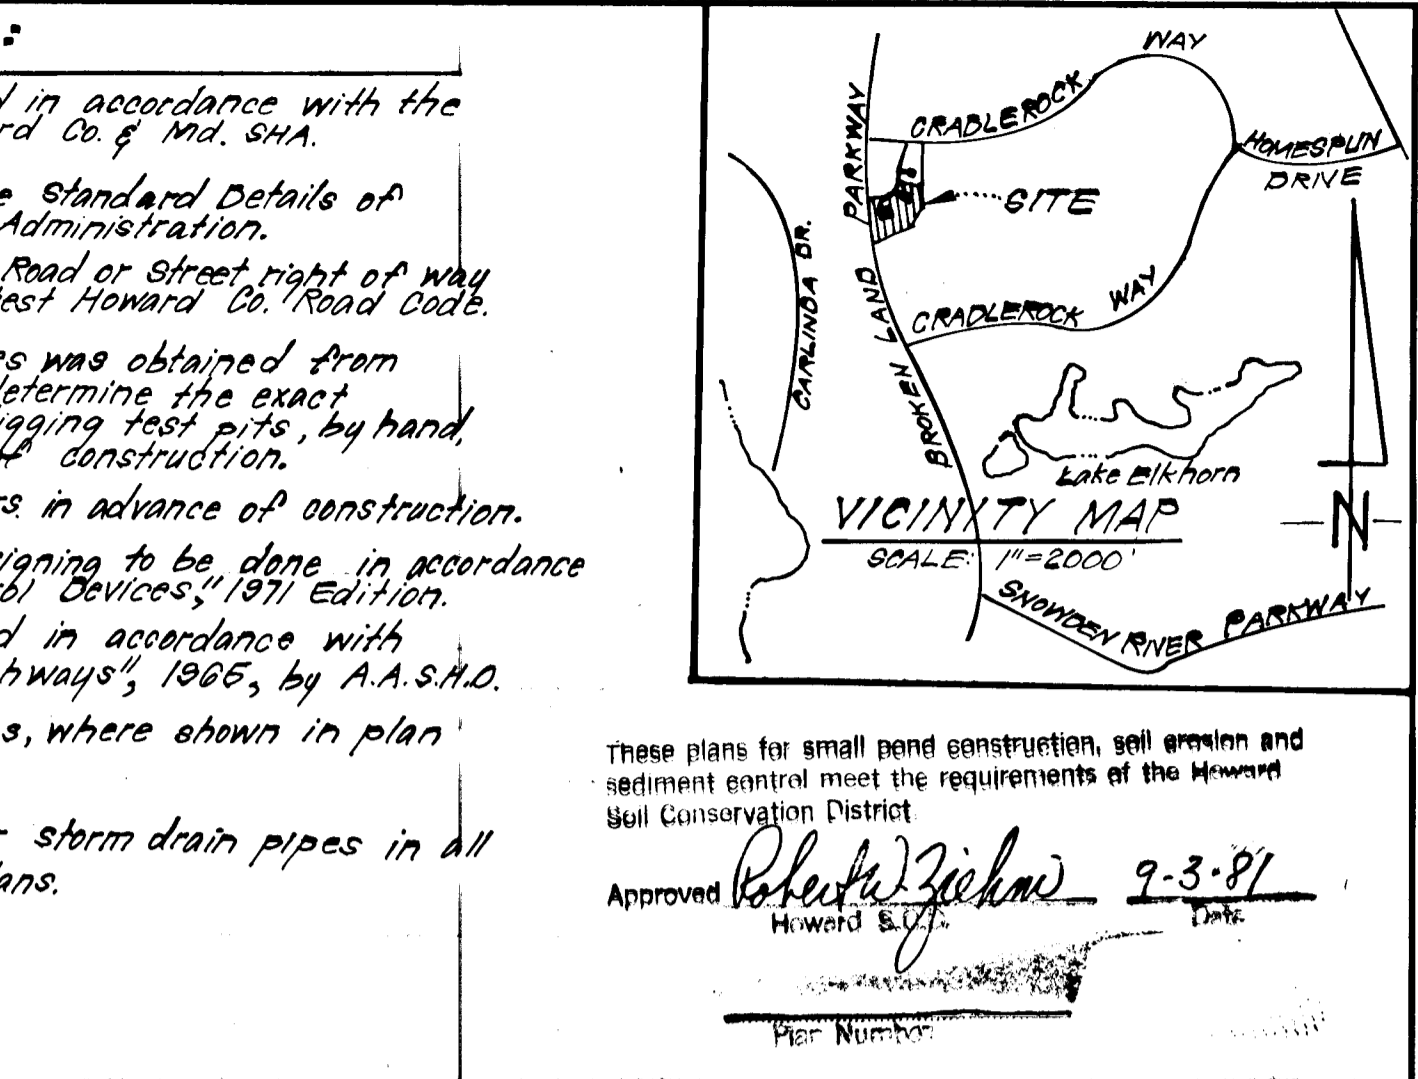 :
d in accordance with the
rd Co. & Md. SHA.
e Standard Details of
Administration.
Road or Street right of way
est Howard Co. Road Code.
es was obtained from
etermine the exact
igging test pits, by hand,
f construction.
rs. in advance of construction.
igning to be done in accordance
ol Devices," 1971 Edition.
d in accordance with
hways", 1965, by A.A.S.H.O.
s, where shown in plan
r storm drain pipes in all
ans.
WAY
CRADLEROCK
PARKWAY
HOMESPUN
DRIVE
SITE
CARLINDA DR.
BROKEN LAND
CRADLEROCK WAY
Lake Elkhorn
VICINITY MAP
SCALE: 1"=2000'
N
SNOWDEN RIVER PARKWAY
These plans for small pond construction, soil erosion and
sediment control meet the requirements of the Howard
Soil Conservation District
Approved Robert W. Ziehm 9-3-81
Howard S.C.D. Date
Plan Number